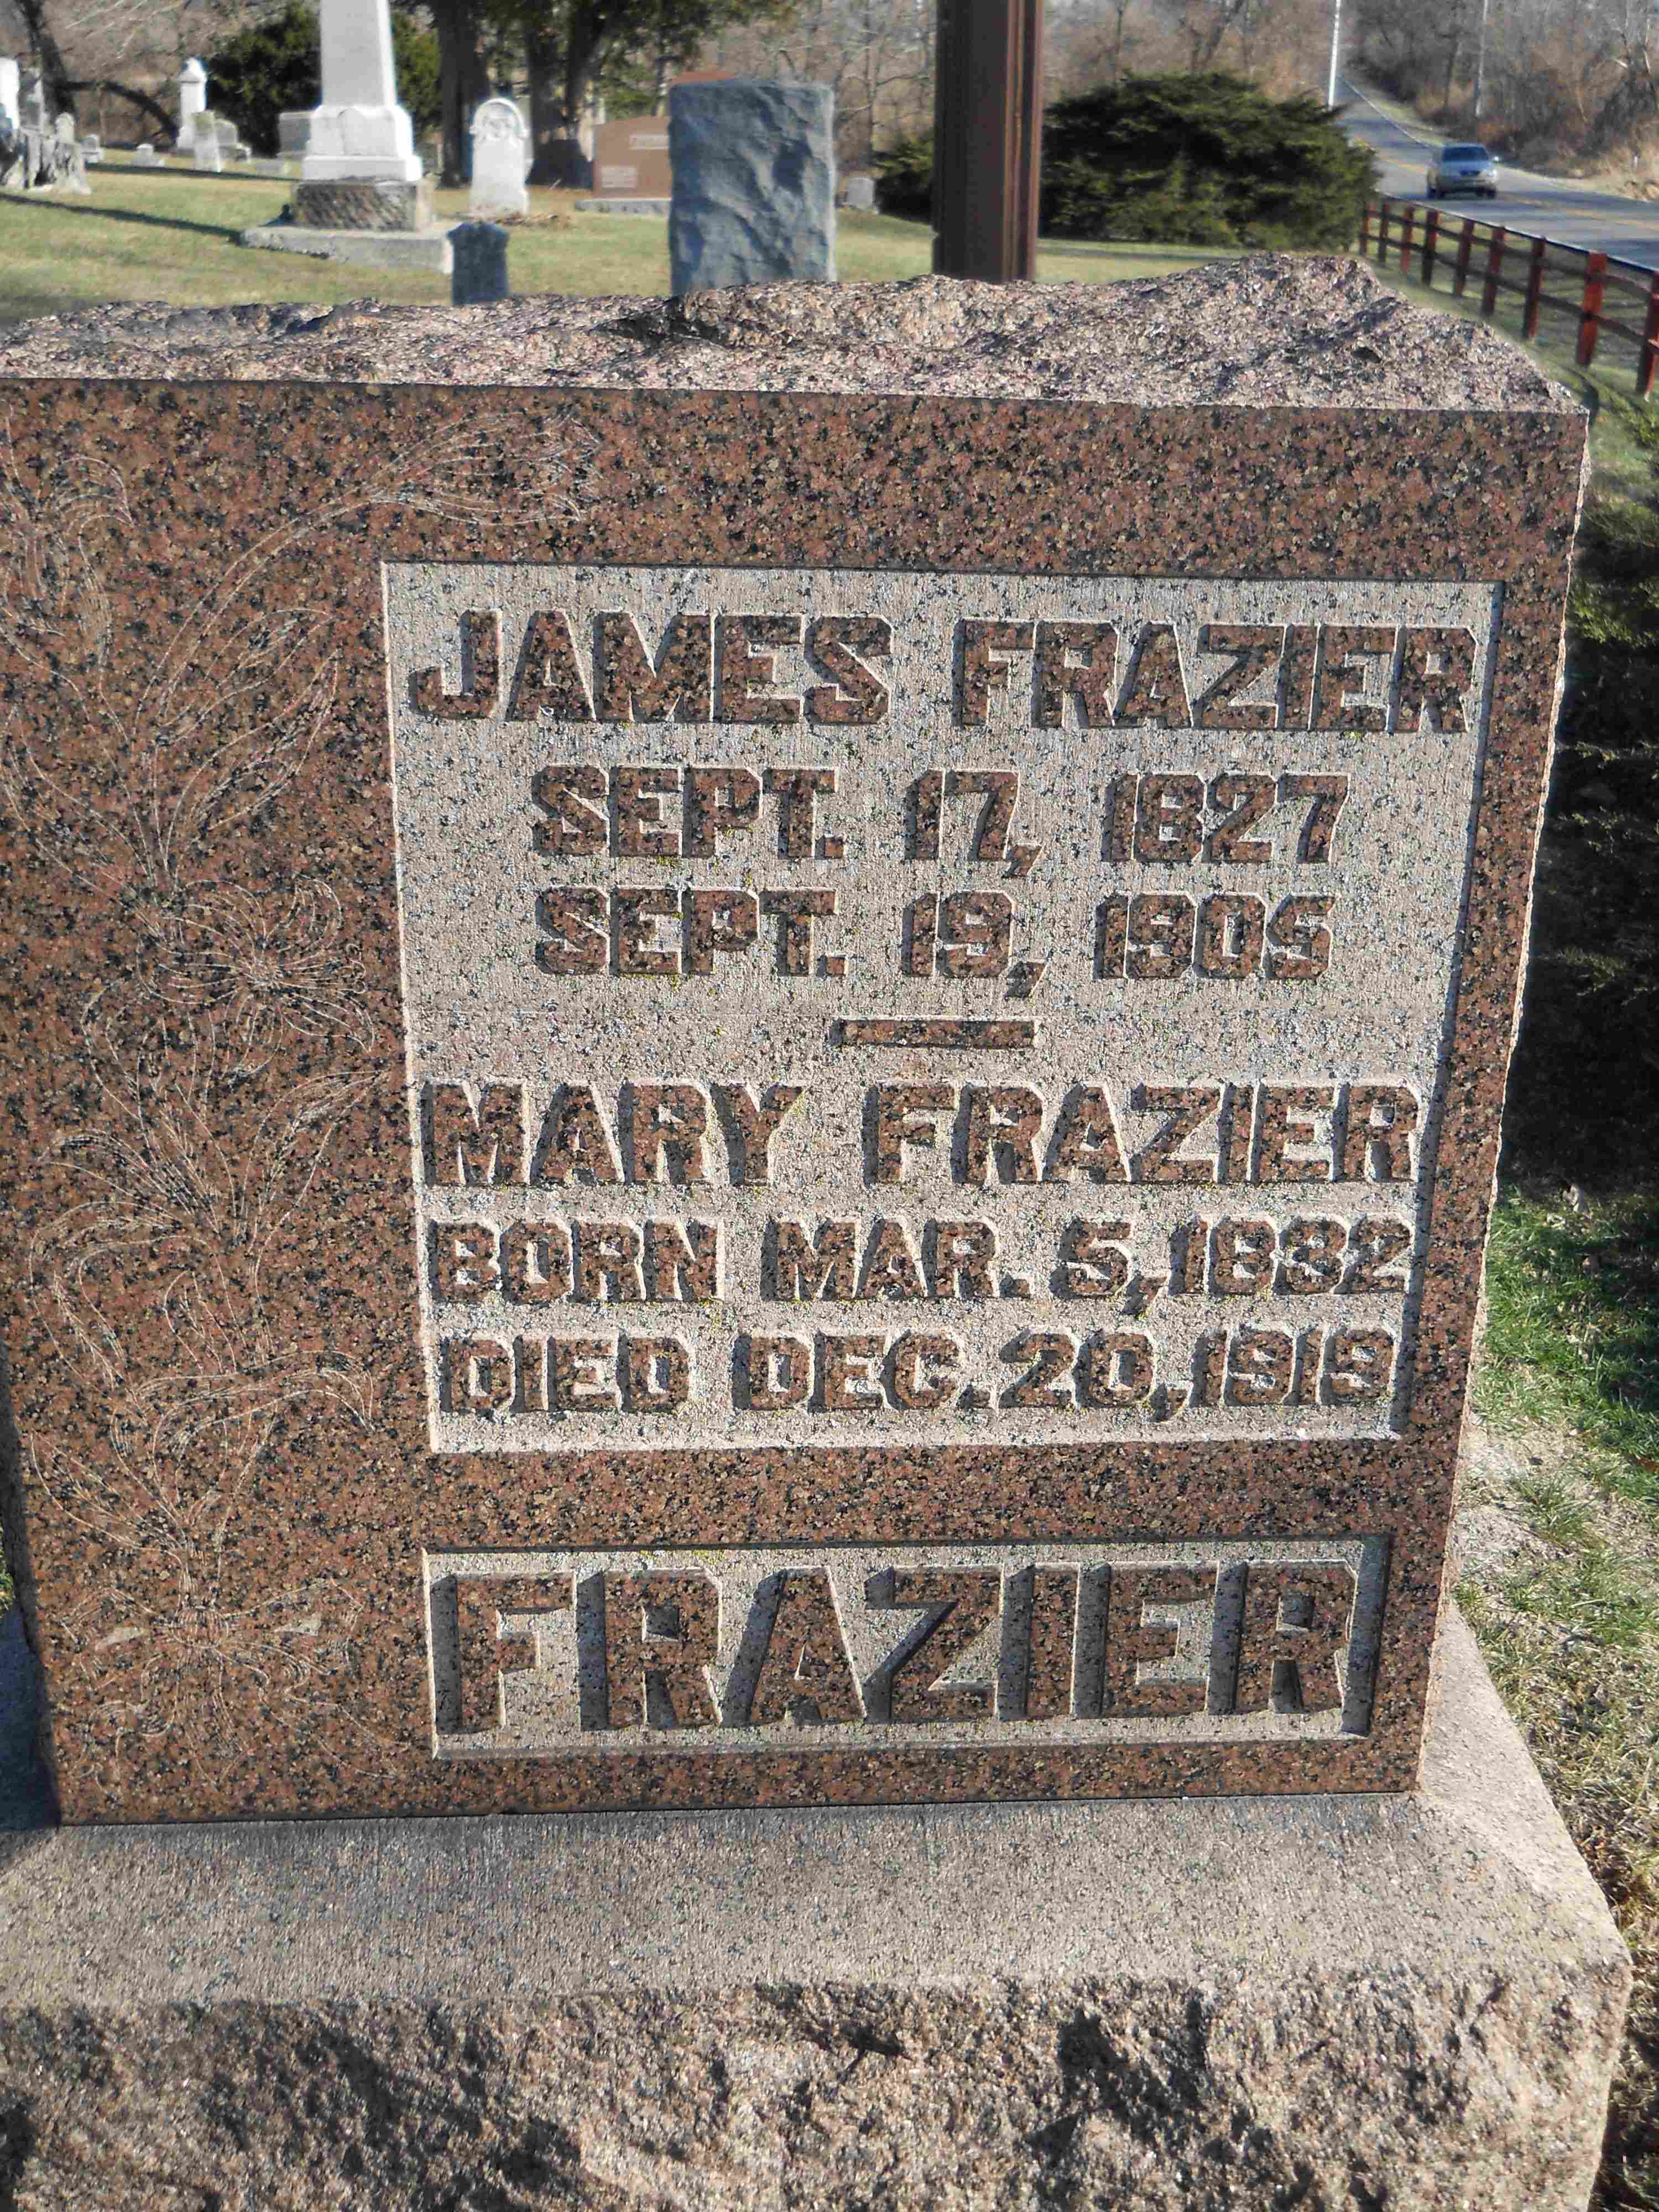 JAMES FRAZIER
SEPT. 17, 1827
SEPT. 19, 1905
MARY FRAZIER
BORN MAR. 5, 1832
DIED DEC. 20, 1919
FRAZIER